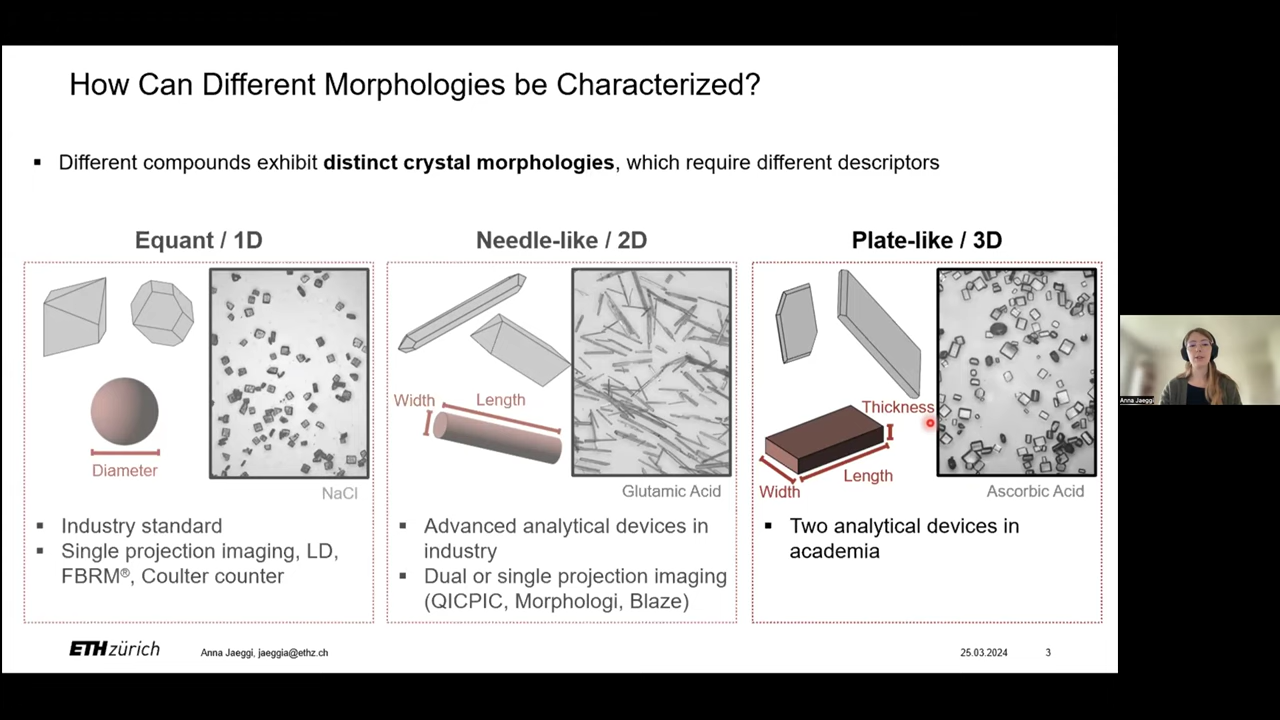 How Can Different Morphologies be Characterized?
▪ Different compounds exhibit distinct crystal morphologies, which require different descriptors
Equant / 1D
Diameter
NaCl
▪ Industry standard
▪ Single projection imaging, LD,
FBRM®, Coulter counter
Needle-like / 2D
Width
Length
Glutamic Acid
▪ Advanced analytical devices in
industry
▪ Dual or single projection imaging
(QICPIC, Morphologi, Blaze)
Plate-like / 3D
Thickness
Length
Width
Ascorbic Acid
▪ Two analytical devices in
academia
ETH zürich
Anna Jaeggi, jaeggia@ethz.ch
25.03.2024
3
Anna Jaeggi